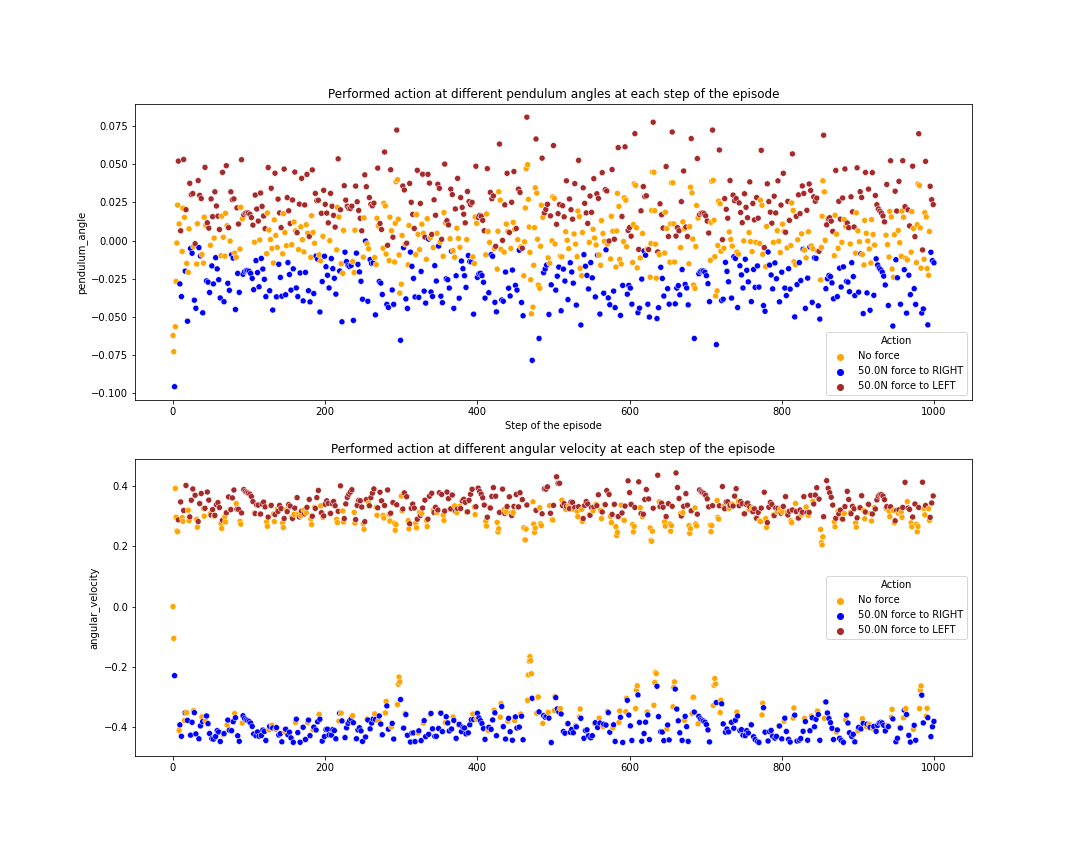 Performed action at different pendulum angles at each step of the episode
pendulum_angle
0.075
0.050
0.025
0.000
−0.025
−0.050
−0.075
−0.100
Action
No force
50.0N force to RIGHT
50.0N force to LEFT
0
200
400
600
800
1000
Step of the episode
Performed action at different angular velocity at each step of the episode
angular_velocity
0.4
0.2
0.0
−0.2
−0.4
Action
No force
50.0N force to RIGHT
50.0N force to LEFT
0
200
400
600
800
1000